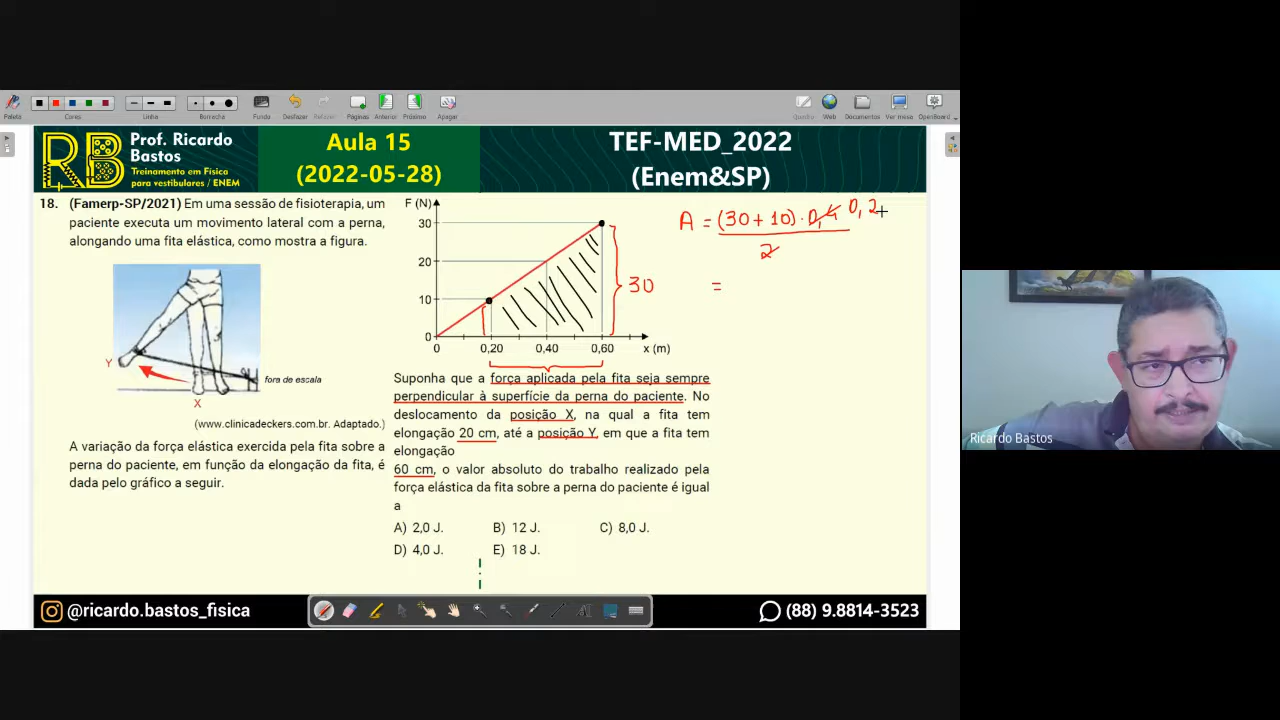 Paleta
Cores
Linha
Borracha
Fundo
Desfazer
Refazer
Páginas
Anterior
Próximo
Apagar
Quadro
Web
Documentos
Ver mesa
OpenBoard
RB
Prof. Ricardo
Bastos
Treinamento em Física
para vestibulares / ENEM
Aula 15
(2022-05-28)
TEF-MED_2022
(Enem&SP)
18. (Famerp-SP/2021) Em uma sessão de fisioterapia, um
paciente executa um movimento lateral com a perna,
alongando uma fita elástica, como mostra a figura.
Y
X
fora de escala
(www.clinicadeckers.com.br. Adaptado.)
A variação da força elástica exercida pela fita sobre a
perna do paciente, em função da elongação da fita, é
dada pelo gráfico a seguir.
F (N)
30
20
10
0
0 0,20 0,40 0,60 x (m)
30
Suponha que a força aplicada pela fita seja sempre
perpendicular à superfície da perna do paciente. No
deslocamento da posição X, na qual a fita tem
elongação 20 cm, até a posição Y, em que a fita tem
elongação
60 cm, o valor absoluto do trabalho realizado pela
força elástica da fita sobre a perna do paciente é igual
a
A) 2,0 J. B) 12 J. C) 8,0 J.
D) 4,0 J. E) 18 J.
A = (30 + 10) · 0,4 0,2
2
=
Ricardo Bastos
@ricardo.bastos_fisica
(88) 9.8814-3523